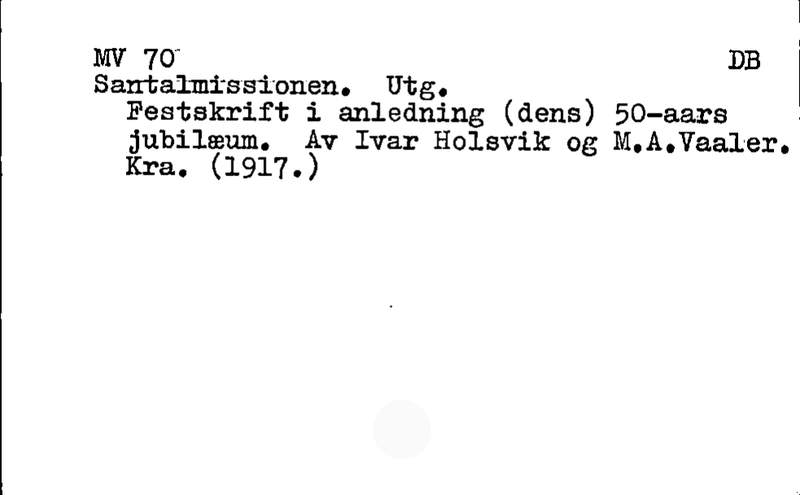 MV 70 DB
Santalmissionen. Utg.
Festskrift i anledning (dens) 50-aars
jubilæum. Av Ivar Holsvik og M.A.Vaaler.
Kra. (1917.)